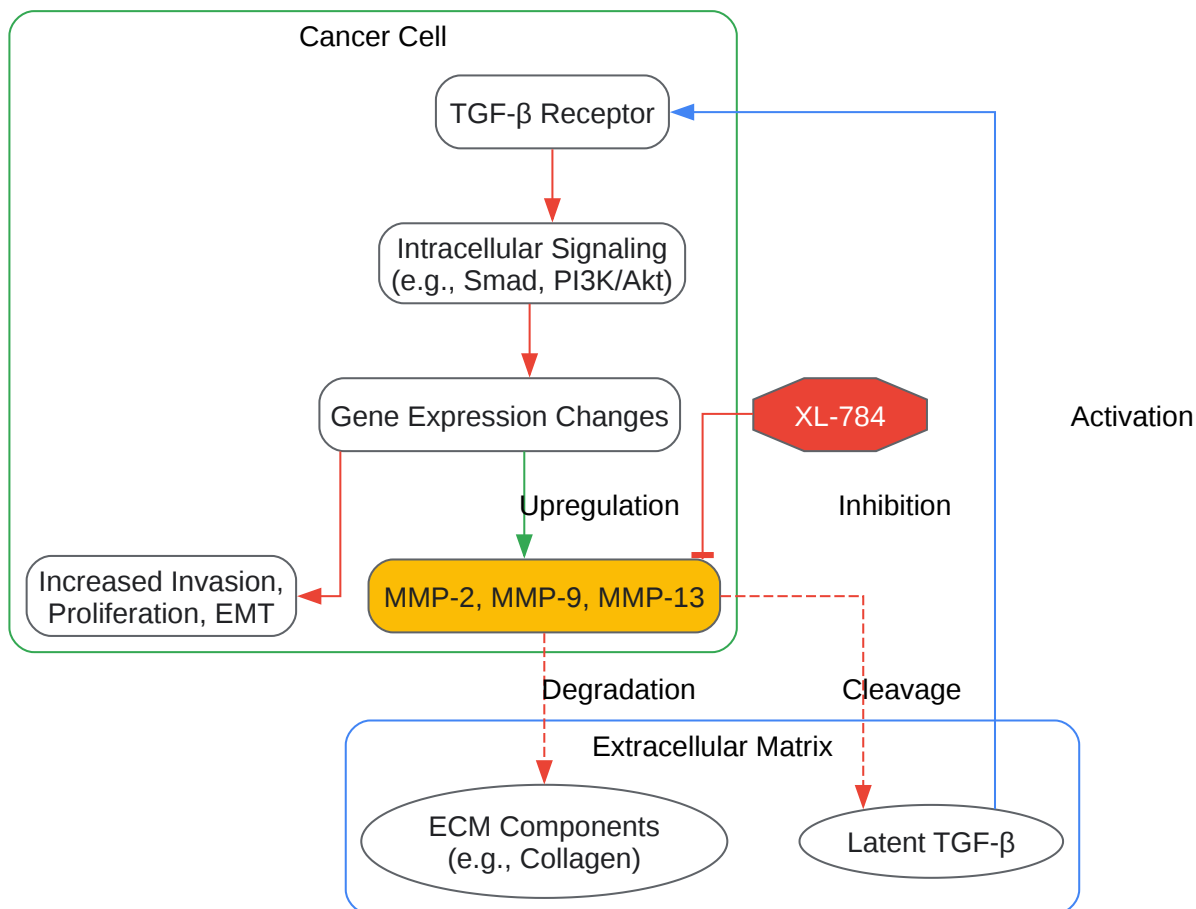 Cancer Cell
TGF-β Receptor
Intracellular Signaling
(e.g., Smad, PI3K/Akt)
Gene Expression Changes
XL-784
Activation
Upregulation
Inhibition
Increased Invasion,
Proliferation, EMT
MMP-2, MMP-9, MMP-13
Degradation
Cleavage
Extracellular Matrix
ECM Components
(e.g., Collagen)
Latent TGF-β